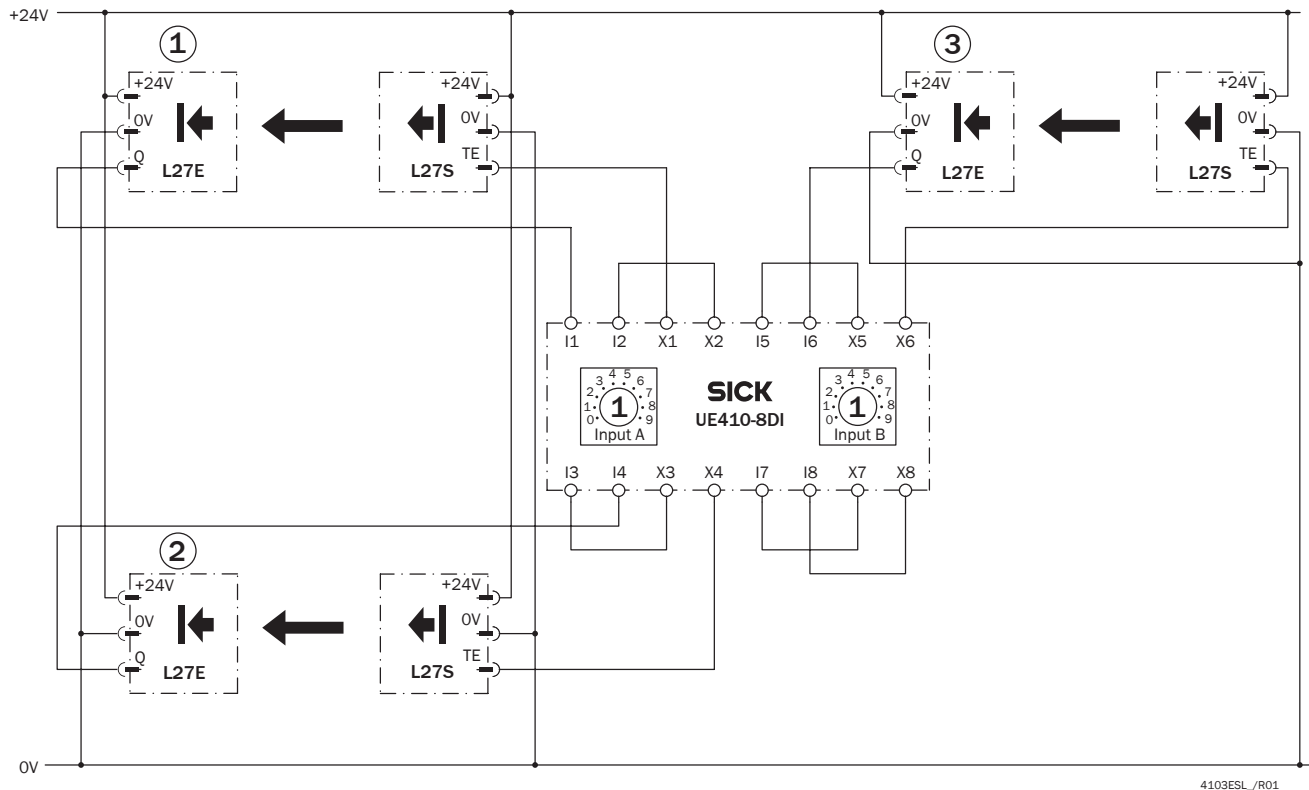 +24V
1
3
+24V
0V
Q
L27E
+24V
0V
TE
L27S
+24V
0V
Q
L27E
+24V
0V
TE
L27S
I1 I2 X1 X2 I5 I6 X5 X6
0 1 2 3 4 5 6 7 8 9
1
Input A
SICK
UE410-8DI
0 1 2 3 4 5 6 7 8 9
1
Input B
I3 I4 X3 X4 I7 I8 X7 X8
2
+24V
0V
Q
L27E
+24V
0V
TE
L27S
0V
4103ESL_/R01